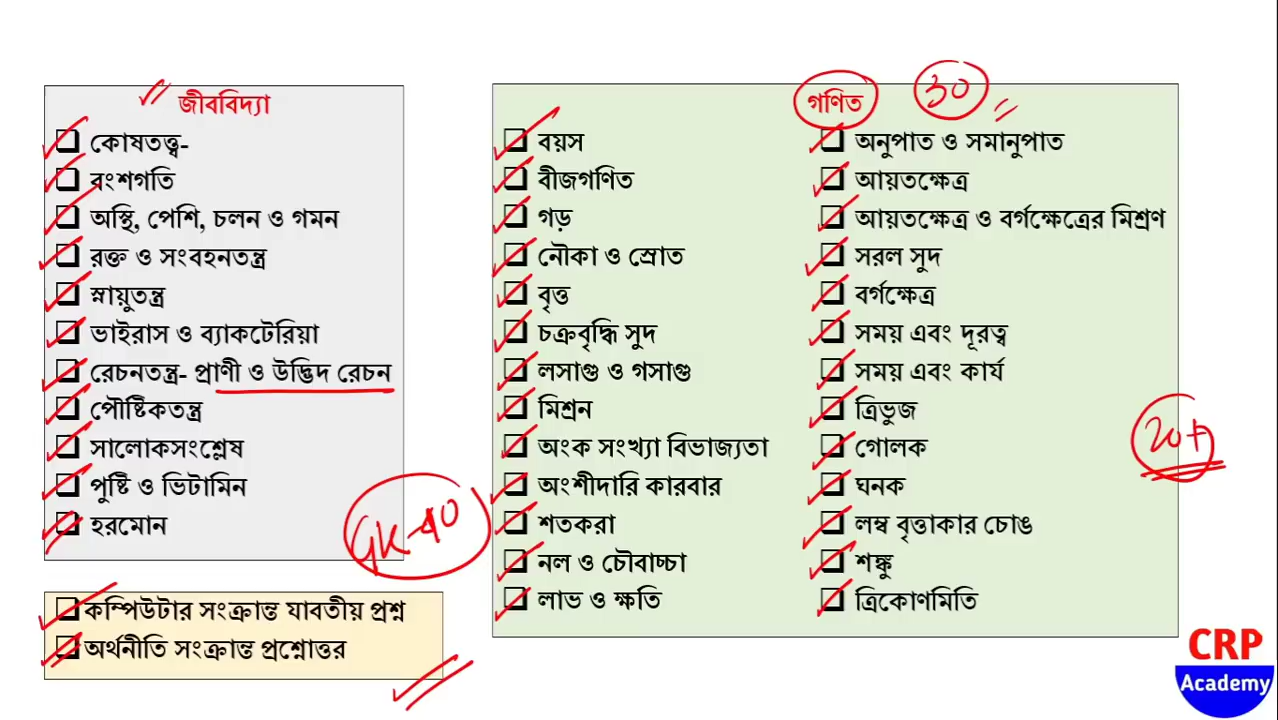 জীববিদ্যা
কোষতত্ত্ব-
বংশগতি
অস্থি, পেশি, চলন ও গমন
রক্ত ও সংবহনতন্ত্র
স্নায়ুতন্ত্র
ভাইরাস ও ব্যাকটেরিয়া
রেচনতন্ত্র- প্রাণী ও উদ্ভিদ রেচন
পৌষ্টিকতন্ত্র
সালোকসংশ্লেষ
পুষ্টি ও ভিটামিন
হরমোন
GK-40
কম্পিউটার সংক্রান্ত যাবতীয় প্রশ্ন
অর্থনীতি সংক্রান্ত প্রশ্নোত্তর
গণিত
30
বয়স
বীজগণিত
গড়
নৌকা ও স্রোত
বৃত্ত
চক্রবৃদ্ধি সুদ
লসাগু ও গসাগু
মিশ্রন
অংক সংখ্যা বিভাজ্যতা
অংশীদারি কারবার
শতকরা
নল ও চৌবাচ্চা
লাভ ও ক্ষতি
অনুপাত ও সমানুপাত
আয়তক্ষেত্র
আয়তক্ষেত্র ও বর্গক্ষেত্রের মিশ্রণ
সরল সুদ
বর্গক্ষেত্র
সময় এবং দূরত্ব
সময় এবং কার্য
ত্রিভুজ
গোলক
ঘনক
লম্ব বৃত্তাকার চোঙ
শঙ্কু
ত্রিকোণমিতি
20+
CRP
Academy